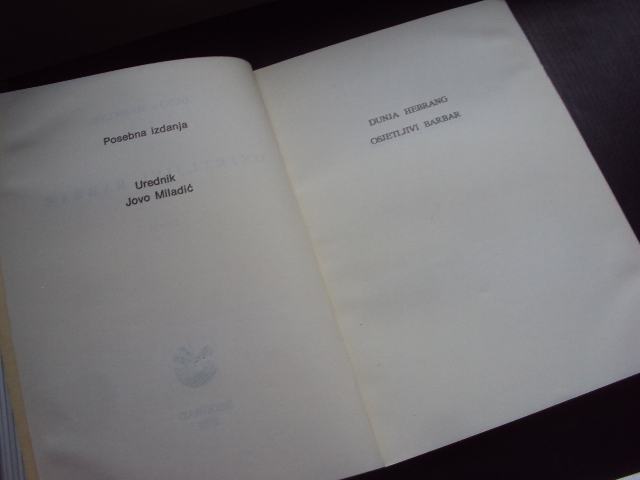 Posebna izdanja
Urednik
Jovo Miladić
DUNJA HEBRANG
OSJETLJIVI BARBAR